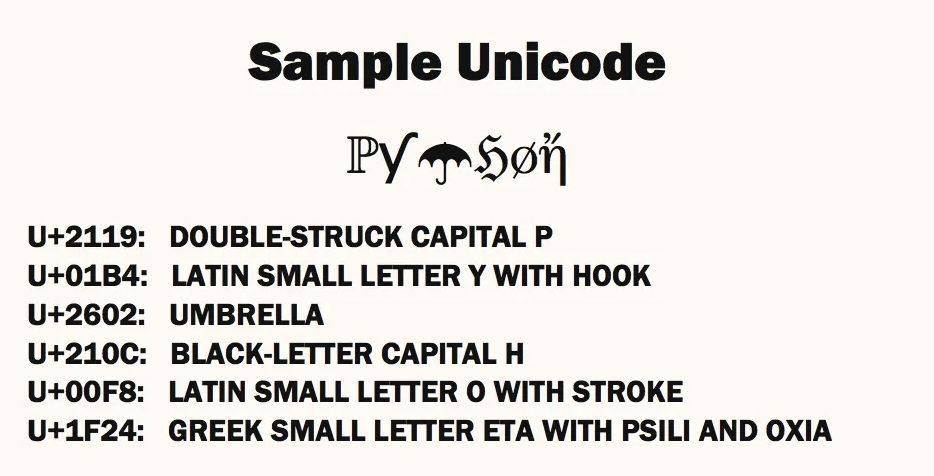 Sample Unicode
ℙƴ☂ℌøἤ
U+2119: DOUBLE-STRUCK CAPITAL P
U+01B4: LATIN SMALL LETTER Y WITH HOOK
U+2602: UMBRELLA
U+210C: BLACK-LETTER CAPITAL H
U+00F8: LATIN SMALL LETTER O WITH STROKE
U+1F24: GREEK SMALL LETTER ETA WITH PSILI AND OXIA